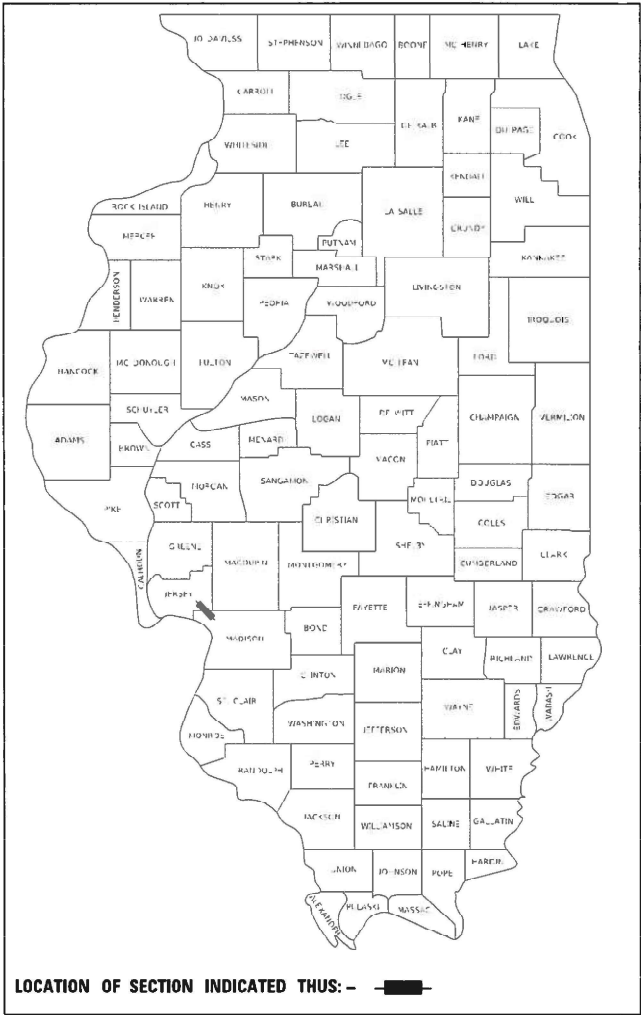 JO DAVIESS STEPHENSON WINNEBAGO BOONE MC HENRY LAKE
CARROLL OGLE DE KALB KANE DU PAGE COOK
WHITESIDE LEE
KENDALL
ROCK ISLAND HENRY BUREAU LA SALLE WILL
MERCER PUTNAM GRUNDY
STARK MARSHALL KANKAKEE
HENDERSON WARREN KNOX PEORIA WOODFORD LIVINGSTON
IROQUOIS
HANCOCK MC DONOUGH FULTON TAZEWELL MC LEAN FORD
MASON
SCHUYLER LOGAN DE WITT CHAMPAIGN VERMILION
ADAMS BROWN CASS MENARD PIATT
MACON
PIKE SCOTT MORGAN SANGAMON MOULTRIE DOUGLAS EDGAR
CHRISTIAN COLES
CALHOUN GREENE MACOUPIN MONTGOMERY SHELBY CUMBERLAND CLARK
JERSEY FAYETTE EFFINGHAM JASPER CRAWFORD
MADISON BOND
CLAY RICHLAND LAWRENCE
CLINTON MARION
ST. CLAIR WAYNE EDWARDS WABASH
MONROE WASHINGTON JEFFERSON
RANDOLPH PERRY HAMILTON WHITE
FRANKLIN
JACKSON WILLIAMSON SALINE GALLATIN
UNION JOHNSON POPE HARDIN
ALEXANDER PULASKI MASSAC
LOCATION OF SECTION INDICATED THUS: -